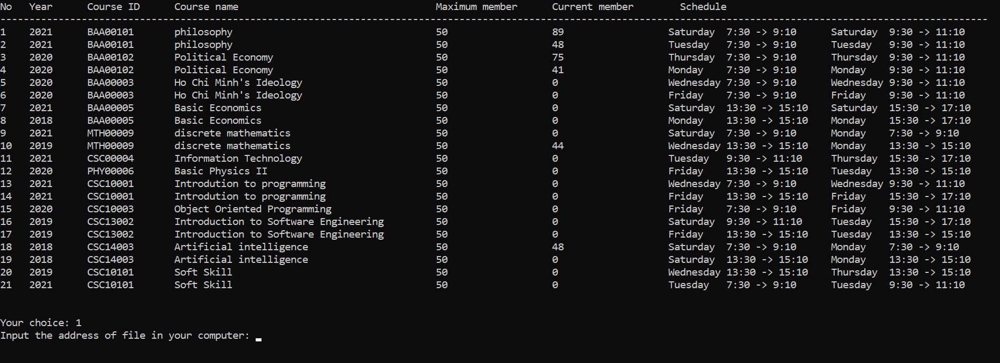 No Year Course ID Course name Maximum member Current member Schedule
--------------------------------------------------------------------------------------------------------------------------------------------------------------------------
1 2021 BAA00101 philosophy 50 89 Saturday 7:30 -> 9:10 Saturday 9:30 -> 11:10
2 2021 BAA00101 philosophy 50 48 Tuesday 7:30 -> 9:10 Tuesday 9:30 -> 11:10
3 2020 BAA00102 Political Economy 50 75 Thursday 7:30 -> 9:10 Thursday 9:30 -> 11:10
4 2020 BAA00102 Political Economy 50 41 Monday 7:30 -> 9:10 Monday 9:30 -> 11:10
5 2020 BAA00003 Ho Chi Minh's Ideology 50 0 Wednesday 7:30 -> 9:10 Wednesday 9:30 -> 11:10
6 2020 BAA00003 Ho Chi Minh's Ideology 50 0 Friday 7:30 -> 9:10 Friday 9:30 -> 11:10
7 2021 BAA00005 Basic Economics 50 0 Saturday 13:30 -> 15:10 Saturday 15:30 -> 17:10
8 2018 BAA00005 Basic Economics 50 0 Monday 13:30 -> 15:10 Monday 15:30 -> 17:10
9 2021 MTH00009 discrete mathematics 50 0 Saturday 7:30 -> 9:10 Monday 7:30 -> 9:10
10 2019 MTH00009 discrete mathematics 50 44 Wednesday 13:30 -> 15:10 Monday 13:30 -> 15:10
11 2021 CSC00004 Information Technology 50 0 Tuesday 9:30 -> 11:10 Thursday 15:30 -> 17:10
12 2020 PHY00006 Basic Physics II 50 0 Friday 13:30 -> 15:10 Tuesday 13:30 -> 15:10
13 2021 CSC10001 Introdution to programming 50 0 Wednesday 7:30 -> 9:10 Wednesday 9:30 -> 11:10
14 2021 CSC10001 Introdution to programming 50 0 Friday 13:30 -> 15:10 Friday 15:30 -> 17:10
15 2020 CSC10003 Object Oriented Programming 50 0 Friday 7:30 -> 9:10 Friday 9:30 -> 11:10
16 2019 CSC13002 Introduction to Software Engineering 50 0 Saturday 9:30 -> 11:10 Tuesday 15:30 -> 17:10
17 2019 CSC13002 Introduction to Software Engineering 50 0 Friday 13:30 -> 15:10 Tuesday 13:30 -> 15:10
18 2018 CSC14003 Artificial intelligence 50 48 Saturday 7:30 -> 9:10 Monday 7:30 -> 9:10
19 2018 CSC14003 Artificial intelligence 50 0 Saturday 13:30 -> 15:10 Monday 13:30 -> 15:10
20 2019 CSC10101 Soft Skill 50 0 Wednesday 13:30 -> 15:10 Thursday 13:30 -> 15:10
21 2021 CSC10101 Soft Skill 50 0 Tuesday 7:30 -> 9:10 Tuesday 9:30 -> 11:10
Your choice: 1
Input the address of file in your computer: